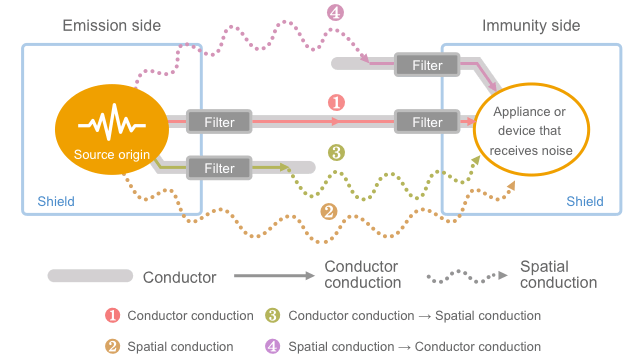 4
Emission side
Immunity side
Filter
1
Filter
Filter
Appliance or
device that
receives noise
Source origin
3
Filter
Shield
2
Shield
Conductor
Conductor
conduction
Spatial
conduction
1 Conductor conduction
3 Conductor conduction → Spatial conduction
2 Spatial conduction
4 Spatial conduction → Conductor conduction